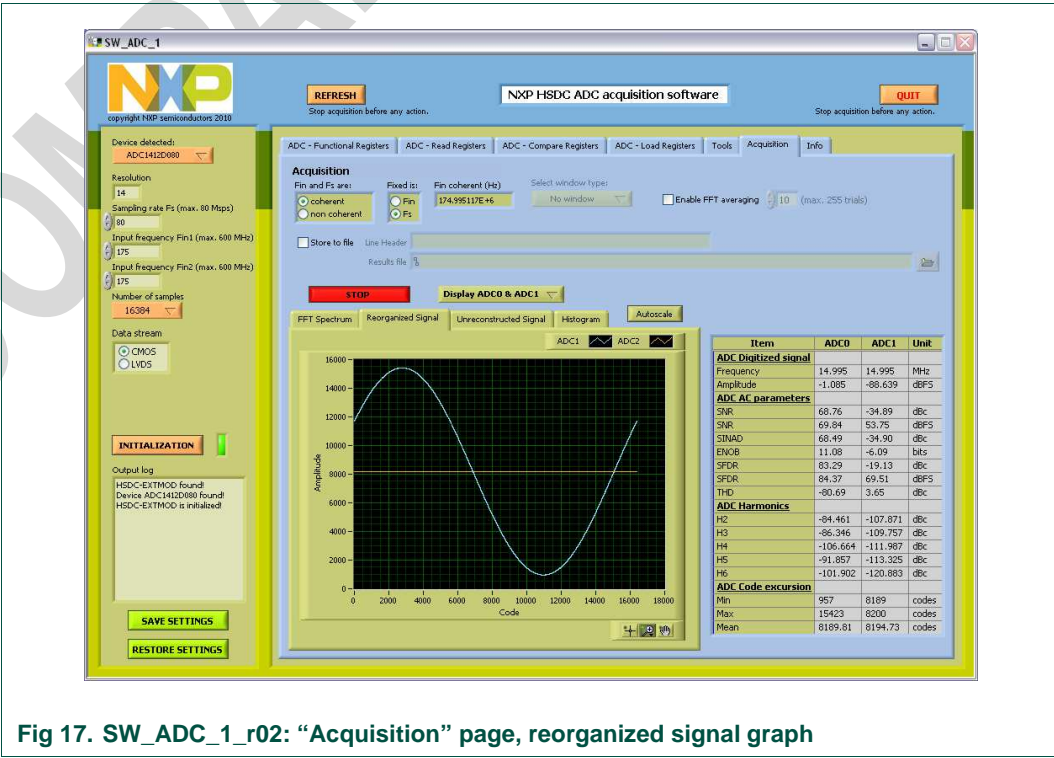 SW_ADC_1
NXP
copyright NXP semiconductors 2010
REFRESH
Stop acquisition before any action.
NXP HSDC ADC acquisition software
QUIT
Stop acquisition before any action.
Device detected:
ADC1412D080
Resolution
14
Sampling rate Fs (max. 80 Msps)
80
Input frequency Fin1 (max. 600 MHz)
175
Input frequency Fin2 (max. 600 MHz)
175
Number of samples
16384
Data stream
CMOS
LVDS
INITIALIZATION
Output log
HSDC-EXTMOD found!
Device ADC1412D080 found!
HSDC-EXTMOD is initialized!
SAVE SETTINGS
RESTORE SETTINGS
ADC - Functional Registers ADC - Read Registers ADC - Compare Registers ADC - Load Registers Tools Acquisition Info
Acquisition
Fin and Fs are: Fixed is: Fin coherent (Hz) Select window type:
coherent Fin 174.995117E+6 No window Enable FFT averaging 10 (max. 255 trials)
non coherent Fs
Store to file Line Header
Results file
STOP Display ADC0 & ADC1
FFT Spectrum Reorganized Signal Unreconstructed Signal Histogram Autoscale
ADC1 ADC2
Amplitude
16000
14000
12000
10000
8000
6000
4000
2000
0
0 2000 4000 6000 8000 10000 12000 14000 16000 18000
Code
Item ADC0 ADC1 Unit
ADC Digitized signal
Frequency 14.995 14.995 MHz
Amplitude -1.085 -88.639 dBFS
ADC AC parameters
SNR 68.76 -34.89 dBc
SNR 69.84 53.75 dBFS
SINAD 68.49 -34.90 dBc
ENOB 11.08 -6.09 bits
SFDR 83.29 -19.13 dBc
SFDR 84.37 69.51 dBFS
THD -80.69 3.65 dBc
ADC Harmonics
H2 -84.461 -107.871 dBc
H3 -86.346 -109.757 dBc
H4 -106.664 -111.987 dBc
H5 -91.857 -113.325 dBc
H6 -101.902 -120.883 dBc
ADC Code excursion
Min 957 8189 codes
Max 15423 8200 codes
Mean 8189.81 8194.73 codes
Fig 17. SW_ADC_1_r02: “Acquisition” page, reorganized signal graph